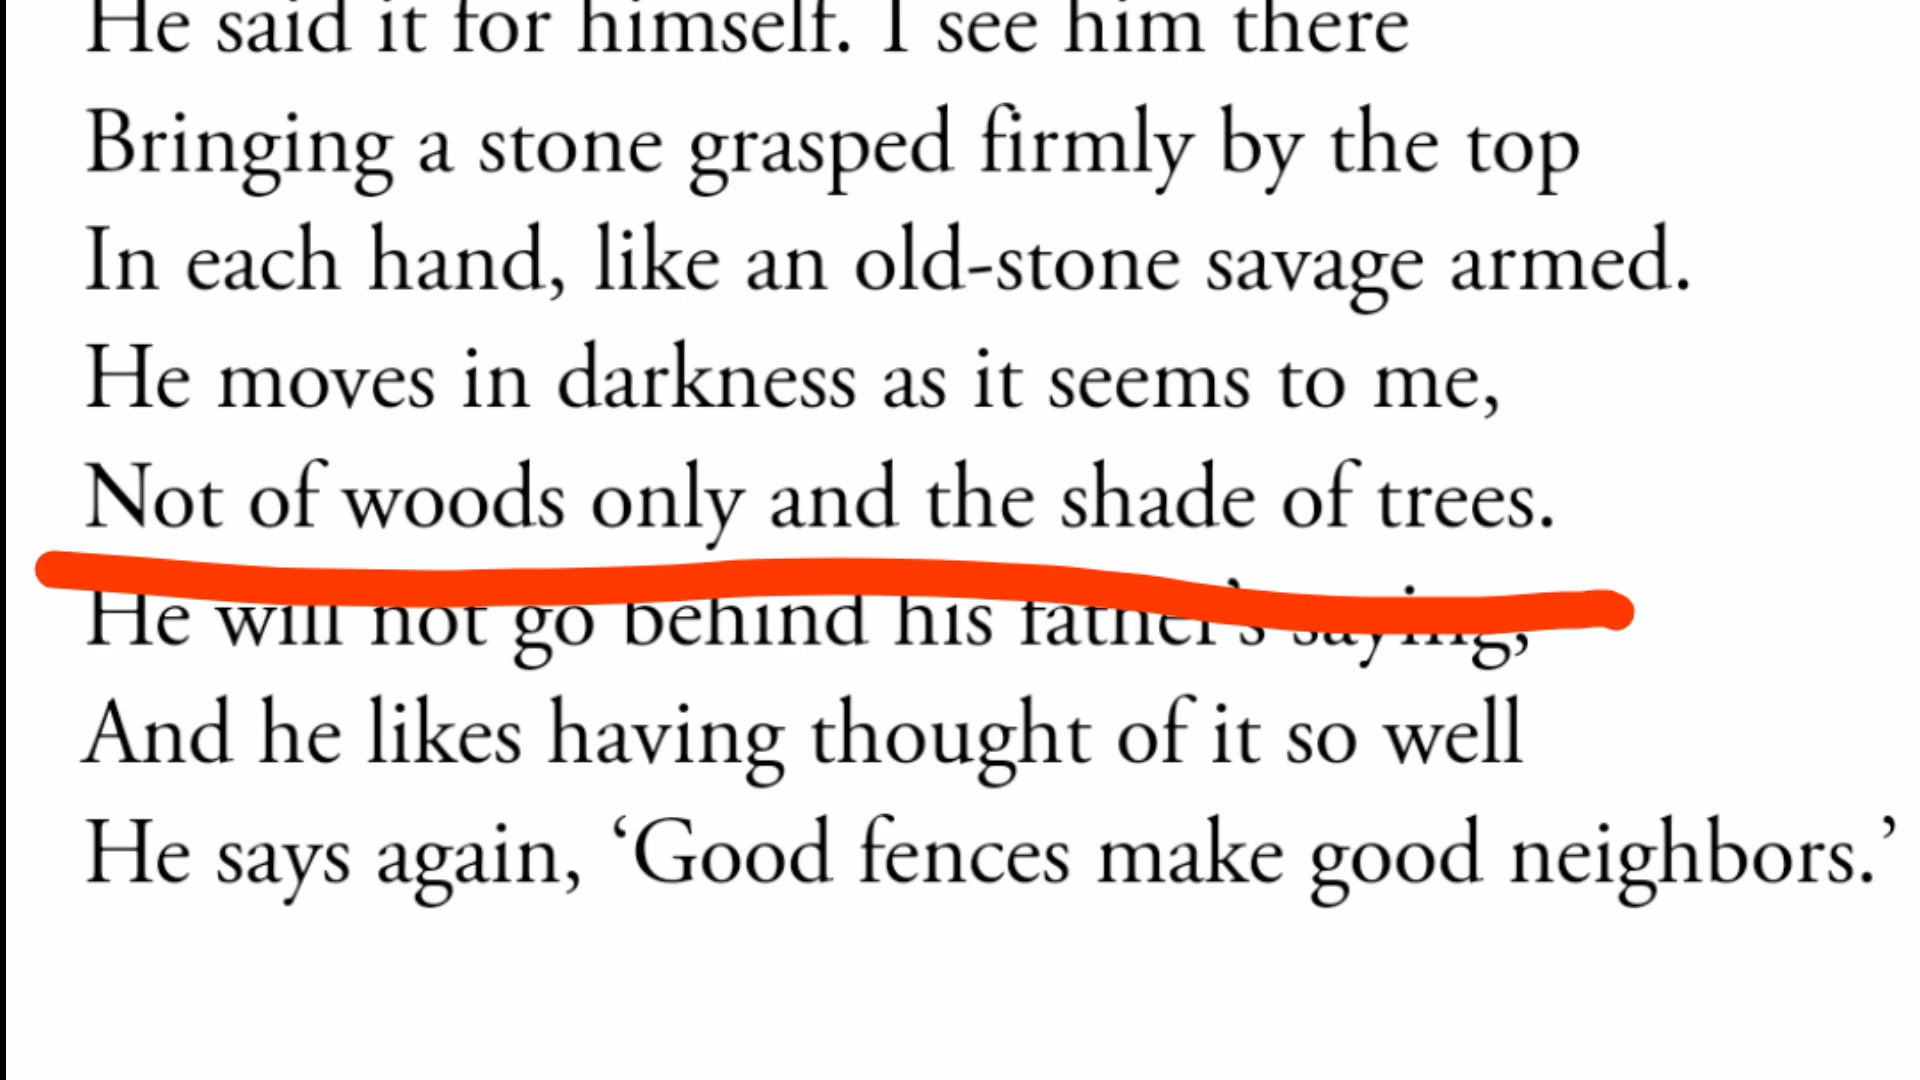 He said it for himself. I see him there
Bringing a stone grasped firmly by the top
In each hand, like an old-stone savage armed.
He moves in darkness as it seems to me,
Not of woods only and the shade of trees.
He will not go behind his father’s saying,
And he likes having thought of it so well
He says again, ‘Good fences make good neighbors.’